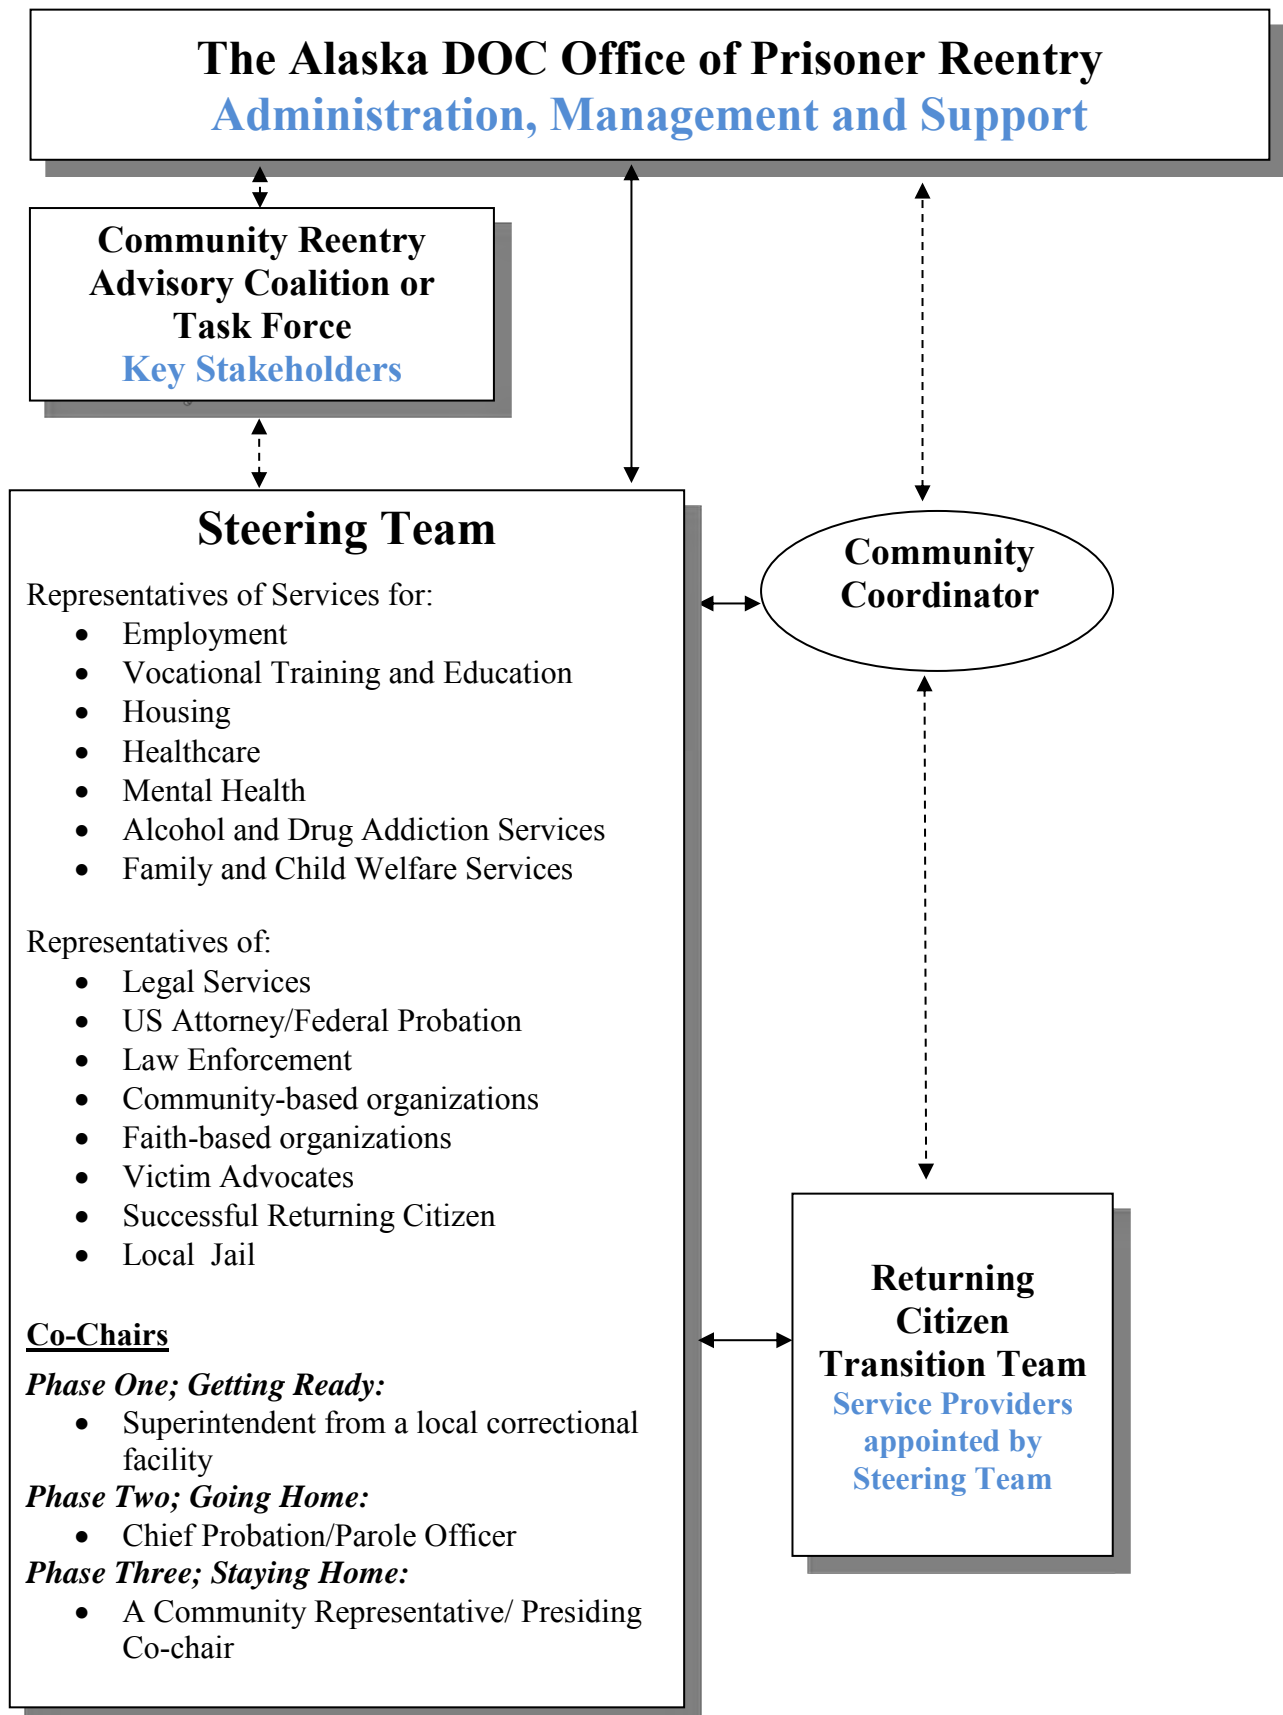 The Alaska DOC Office of Prisoner Reentry
Administration, Management and Support
Community Reentry
Advisory Coalition or
Task Force
Key Stakeholders
Steering Team
Representatives of Services for:
• Employment
• Vocational Training and Education
• Housing
• Healthcare
• Mental Health
• Alcohol and Drug Addiction Services
• Family and Child Welfare Services
Representatives of:
• Legal Services
• US Attorney/Federal Probation
• Law Enforcement
• Community-based organizations
• Faith-based organizations
• Victim Advocates
• Successful Returning Citizen
• Local Jail
Co-Chairs
Phase One; Getting Ready:
• Superintendent from a local correctional
facility
Phase Two; Going Home:
• Chief Probation/Parole Officer
Phase Three; Staying Home:
• A Community Representative/ Presiding
Co-chair
Community
Coordinator
Returning
Citizen
Transition Team
Service Providers
appointed by
Steering Team